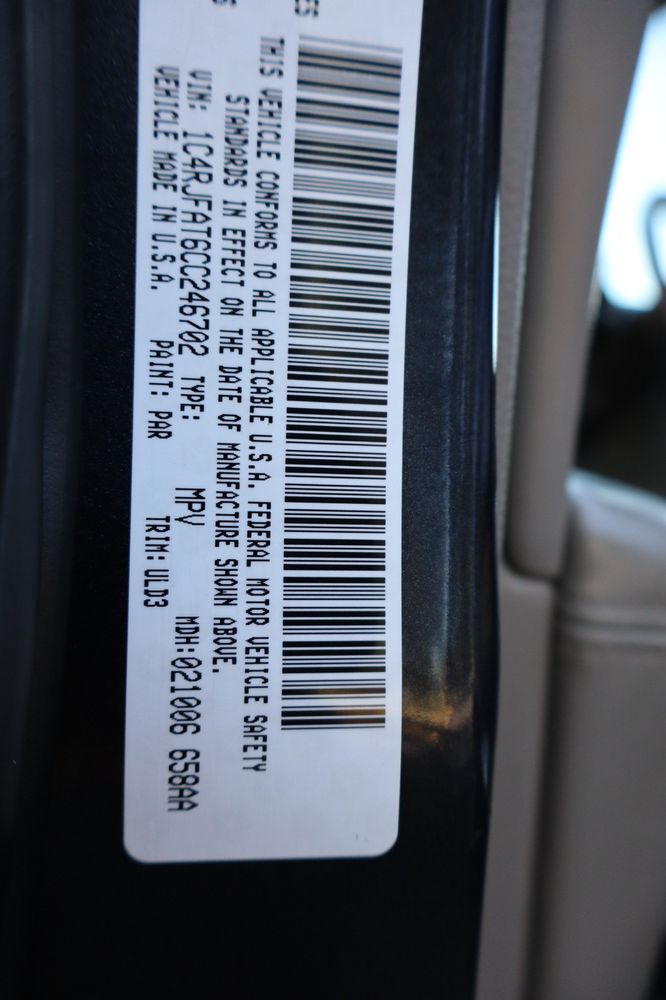 THIS VEHICLE CONFORMS TO ALL APPLICABLE U.S.A. FEDERAL MOTOR VEHICLE SAFETY
STANDARDS IN EFFECT ON THE DATE OF MANUFACTURE SHOWN ABOVE.
VIN: 1C4RJFAT6CC246702 TYPE: MPV MDH:021006 658AA
VEHICLE MADE IN U.S.A. PAINT: PAR TRIM: ULD3